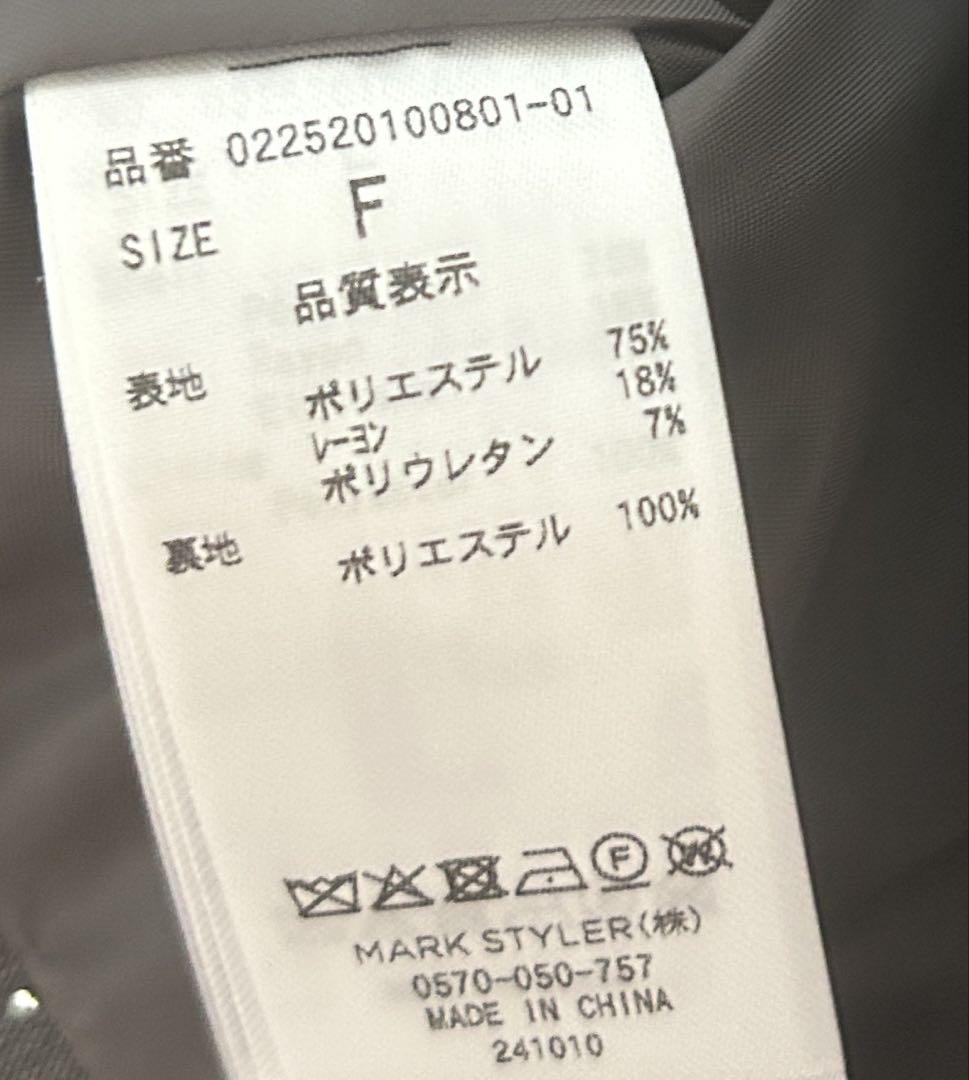 品番 022520100801-01
SIZE F
品質表示
表地 ポリエステル 75%
レーヨン 18%
ポリウレタン 7%
裏地 ポリエステル 100%
F
W
MARK STYLER(株)
0570-050-757
MADE IN CHINA
241010